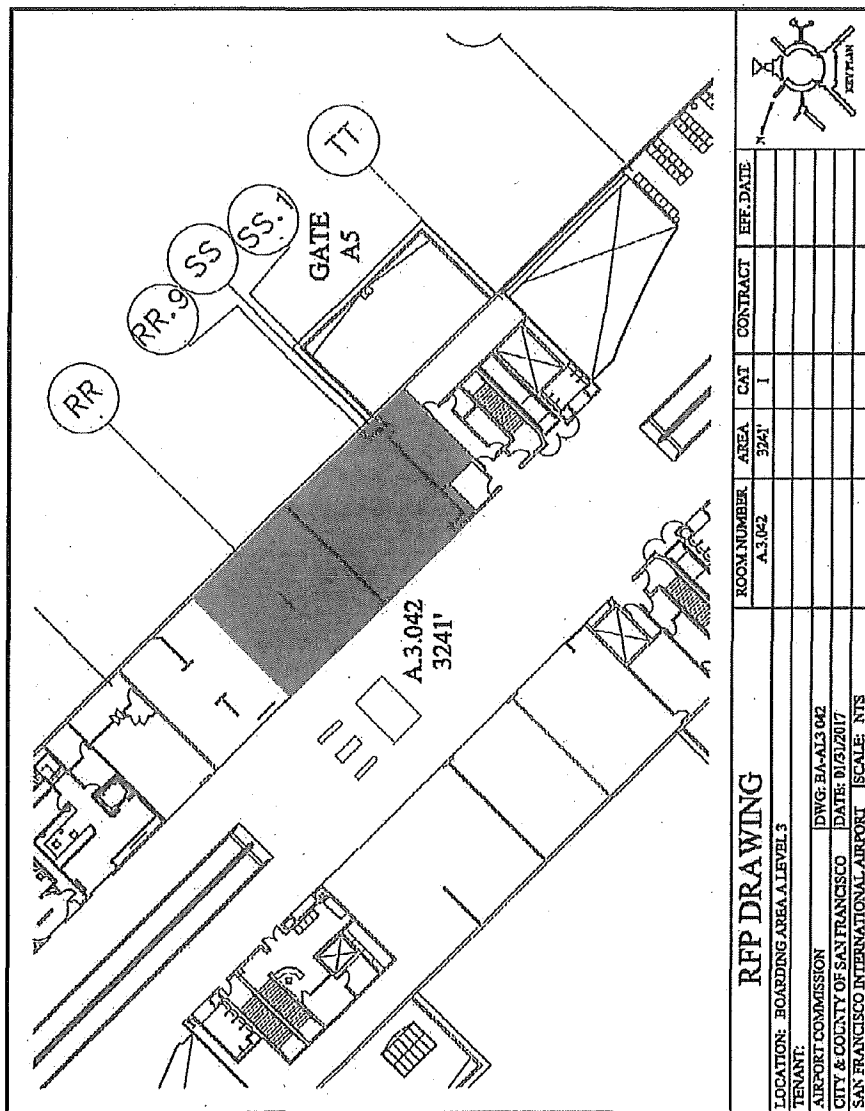 RR
RR.9
SS
SS.1
TT
GATE
A5
A.3.042
3241'
RFP DRAWING
LOCATION: BOARDING AREA A LEVEL 3
TENANT:
AIRPORT COMMISSION DWG: BA-AL3 042
CITY & COUNTY OF SAN FRANCISCO DATE: 01/31/2017
SAN FRANCISCO INTERNATIONAL AIRPORT SCALE: NTS
ROOM NUMBER AREA CAT CONTRACT EFF. DATE
A.3.042 3241' 1
N
KEY PLAN